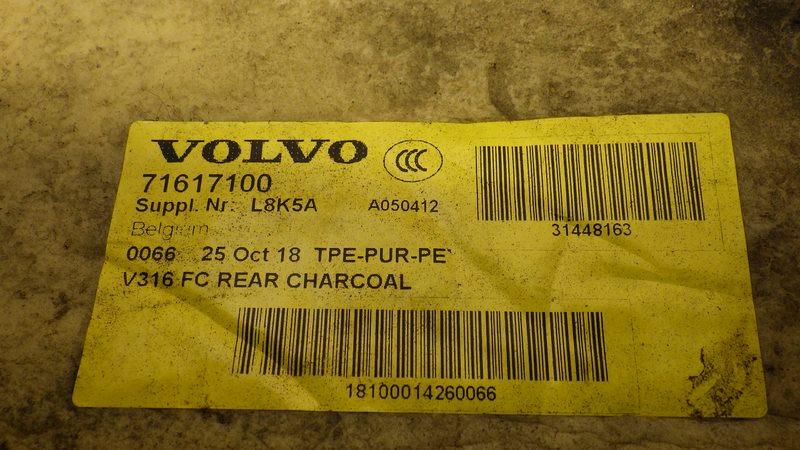 VOLVO CCC
71617100
Suppl. Nr: L8K5A A050412
31448163
Belgium
0066 25 Oct 18 TPE-PUR-PE
V316 FC REAR CHARCOAL
18100014260066